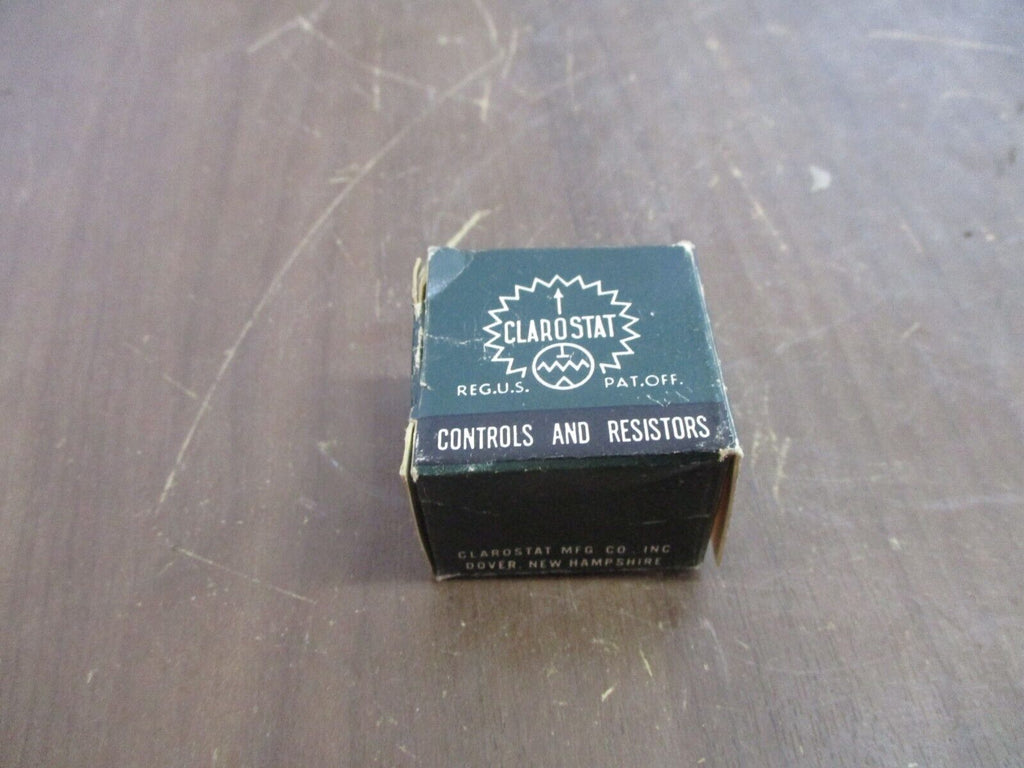 CLAROSTAT
REG.U.S. PAT.OFF.
CONTROLS AND RESISTORS
CLAROSTAT MFG. CO., INC
DOVER, NEW HAMPSHIRE